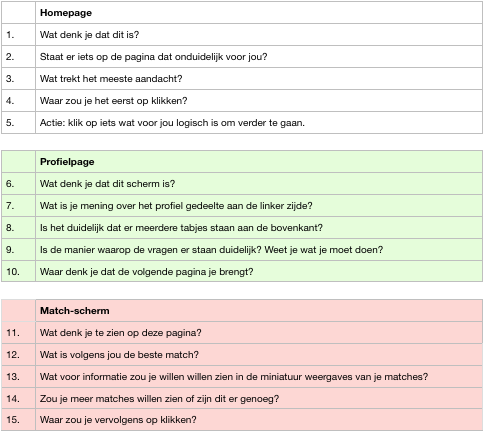 Homepage
1. Wat denk je dat dit is?
2. Staat er iets op de pagina dat onduidelijk is voor jou?
3. Wat trekt het meeste aandacht?
4. Waar zou je het eerst op klikken?
5. Actie: klik op iets wat voor jou logisch is om verder te gaan.
Profielpage
6. Wat denk je dat dit scherm is?
7. Wat is je mening over het profiel gedeelte aan de linker zijde?
8. Is het duidelijk dat er meerdere tabjes staan aan de bovenkant?
9. Is de manier waarop de vragen er staan duidelijk? Weet je wat je moet doen?
10. Waar denk je dat de volgende pagina je brengt?
Match-scherm
11. Wat denk je te zien op deze pagina?
12. Wat is volgens jou de beste match?
13. Wat voor informatie zou je willen willen zien in de miniatuur weergaves van je matches?
14. Zou je meer matches willen zien of zijn dit er genoeg?
15. Waar zou je vervolgens op klikken?